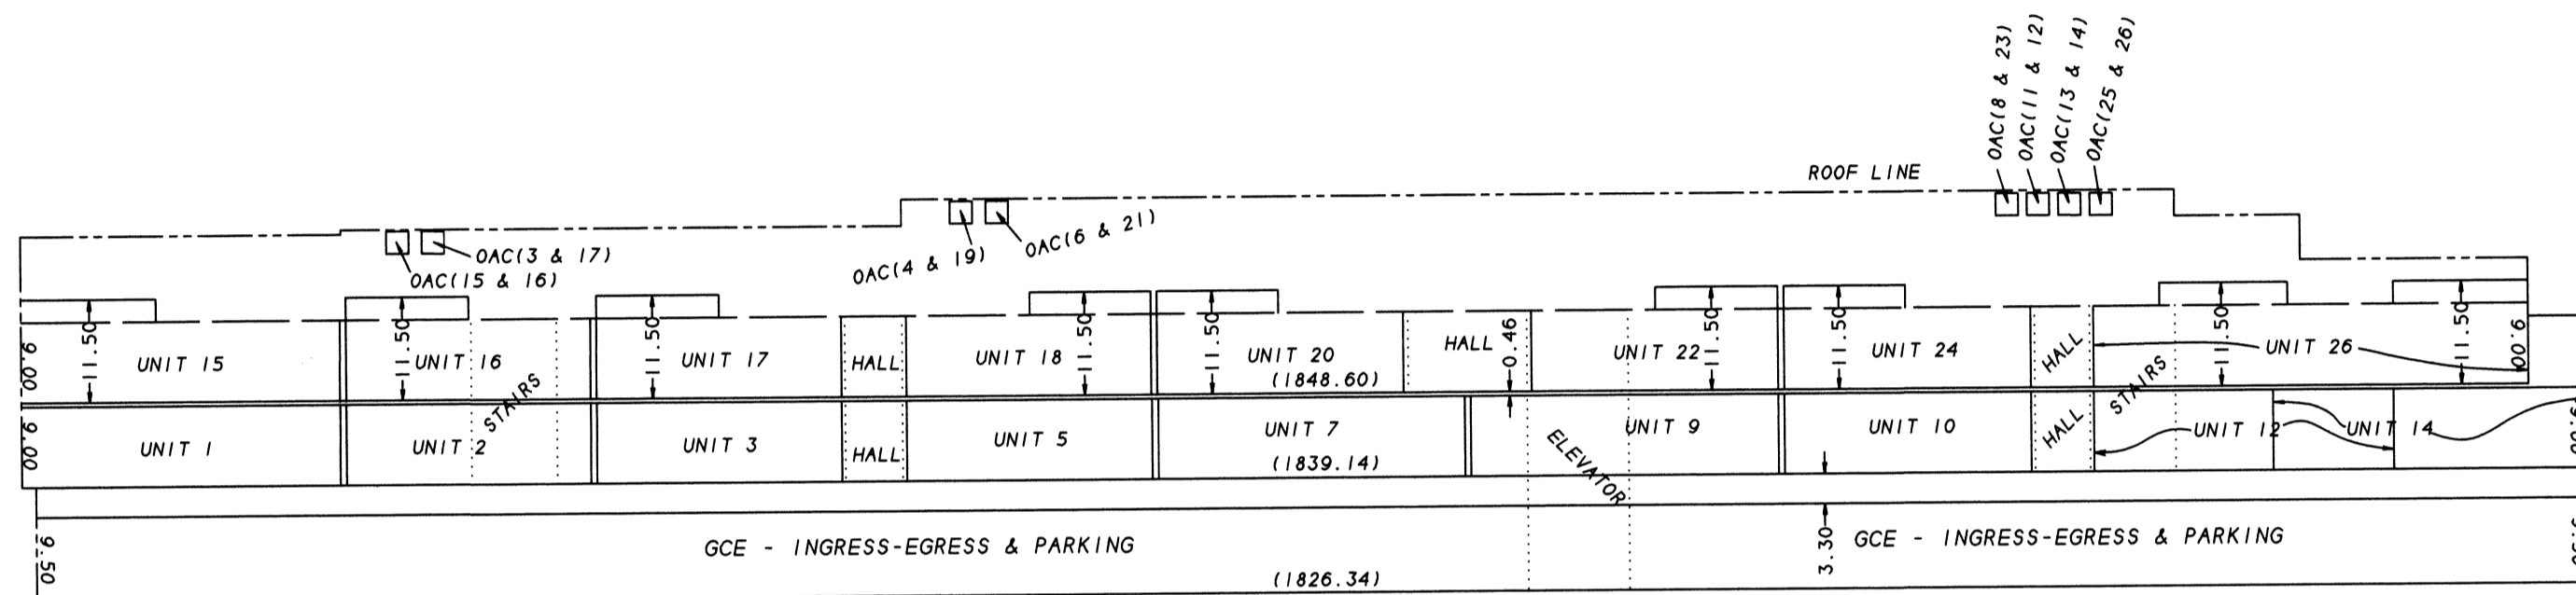 OAC(8 & 23)
OAC(11 & 12)
OAC(13 & 14)
OAC(25 & 26)
ROOF LINE
OAC(3 & 17)
OAC(15 & 16)
OAC(4 & 19)
OAC(6 & 21)
9.00
11.50
UNIT 15
11.50
UNIT 16
STAIRS
11.50
UNIT 17
HALL
UNIT 18
11.50
11.50
UNIT 20
(1848.60)
HALL
0.46
UNIT 22
11.50
11.50
UNIT 24
HALL
STAIRS
11.50
UNIT 26
11.50
9.00
9.00
UNIT 1
UNIT 2
UNIT 3
HALL
UNIT 5
UNIT 7
(1839.14)
ELEVATOR
UNIT 9
UNIT 10
HALL
UNIT 12
UNIT 14
9.50
GCE - INGRESS-EGRESS & PARKING
(1826.34)
3.30
GCE - INGRESS-EGRESS & PARKING